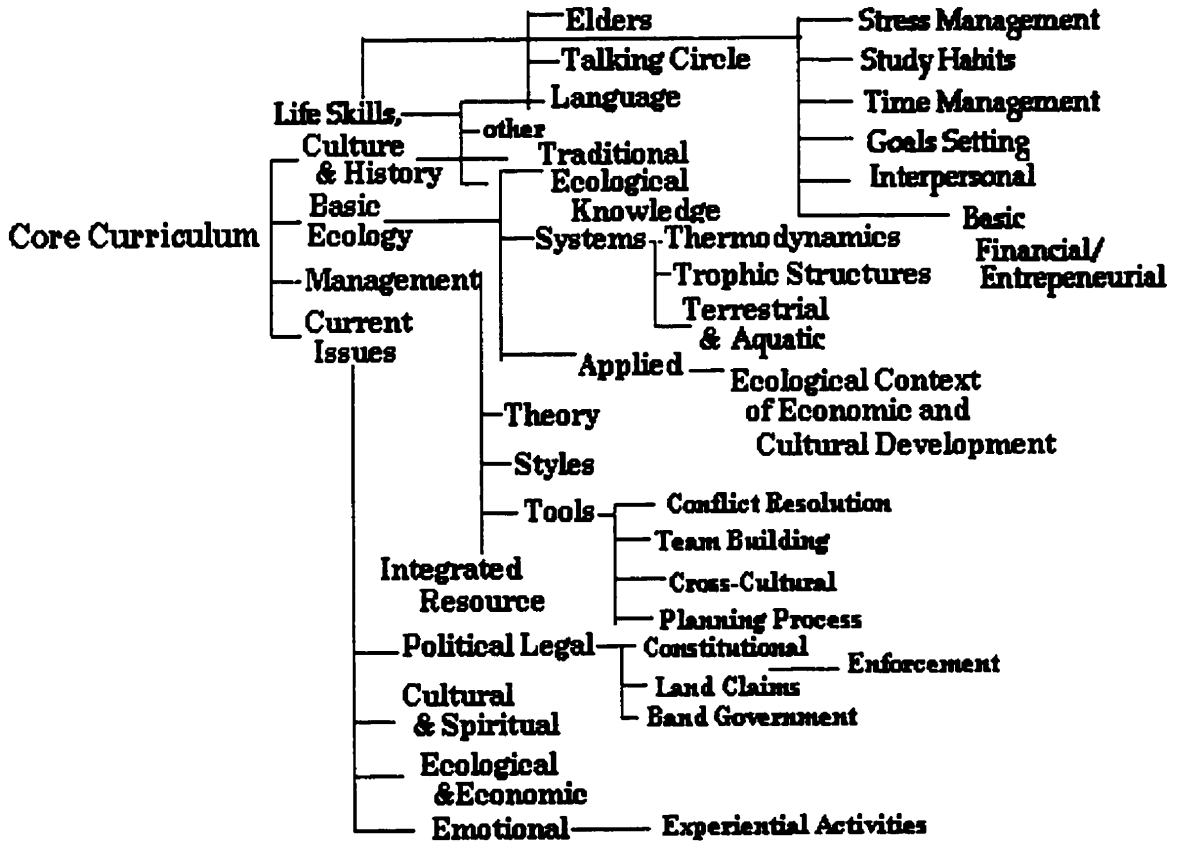 Elders
Talking Circle
Language
other
Traditional
Ecological
Knowledge
Stress Management
Study Habits
Time Management
Goals Setting
Interpersonal
Basic
Financial/
Entrepeneurial
Life Skills,
Culture
& History
Basic
Ecology
Core Curriculum
Management
Current
Issues
Systems
Thermodynamics
Trophic Structures
Terrestrial
& Aquatic
Applied
Ecological Context
of Economic and
Cultural Development
Theory
Styles
Tools
Conflict Resolution
Team Building
Cross-Cultural
Planning Process
Integrated
Resource
Political Legal
Constitutional
Enforcement
Land Claims
Band Government
Cultural
& Spiritual
Ecological
&Economic
Emotional
Experiential Activities